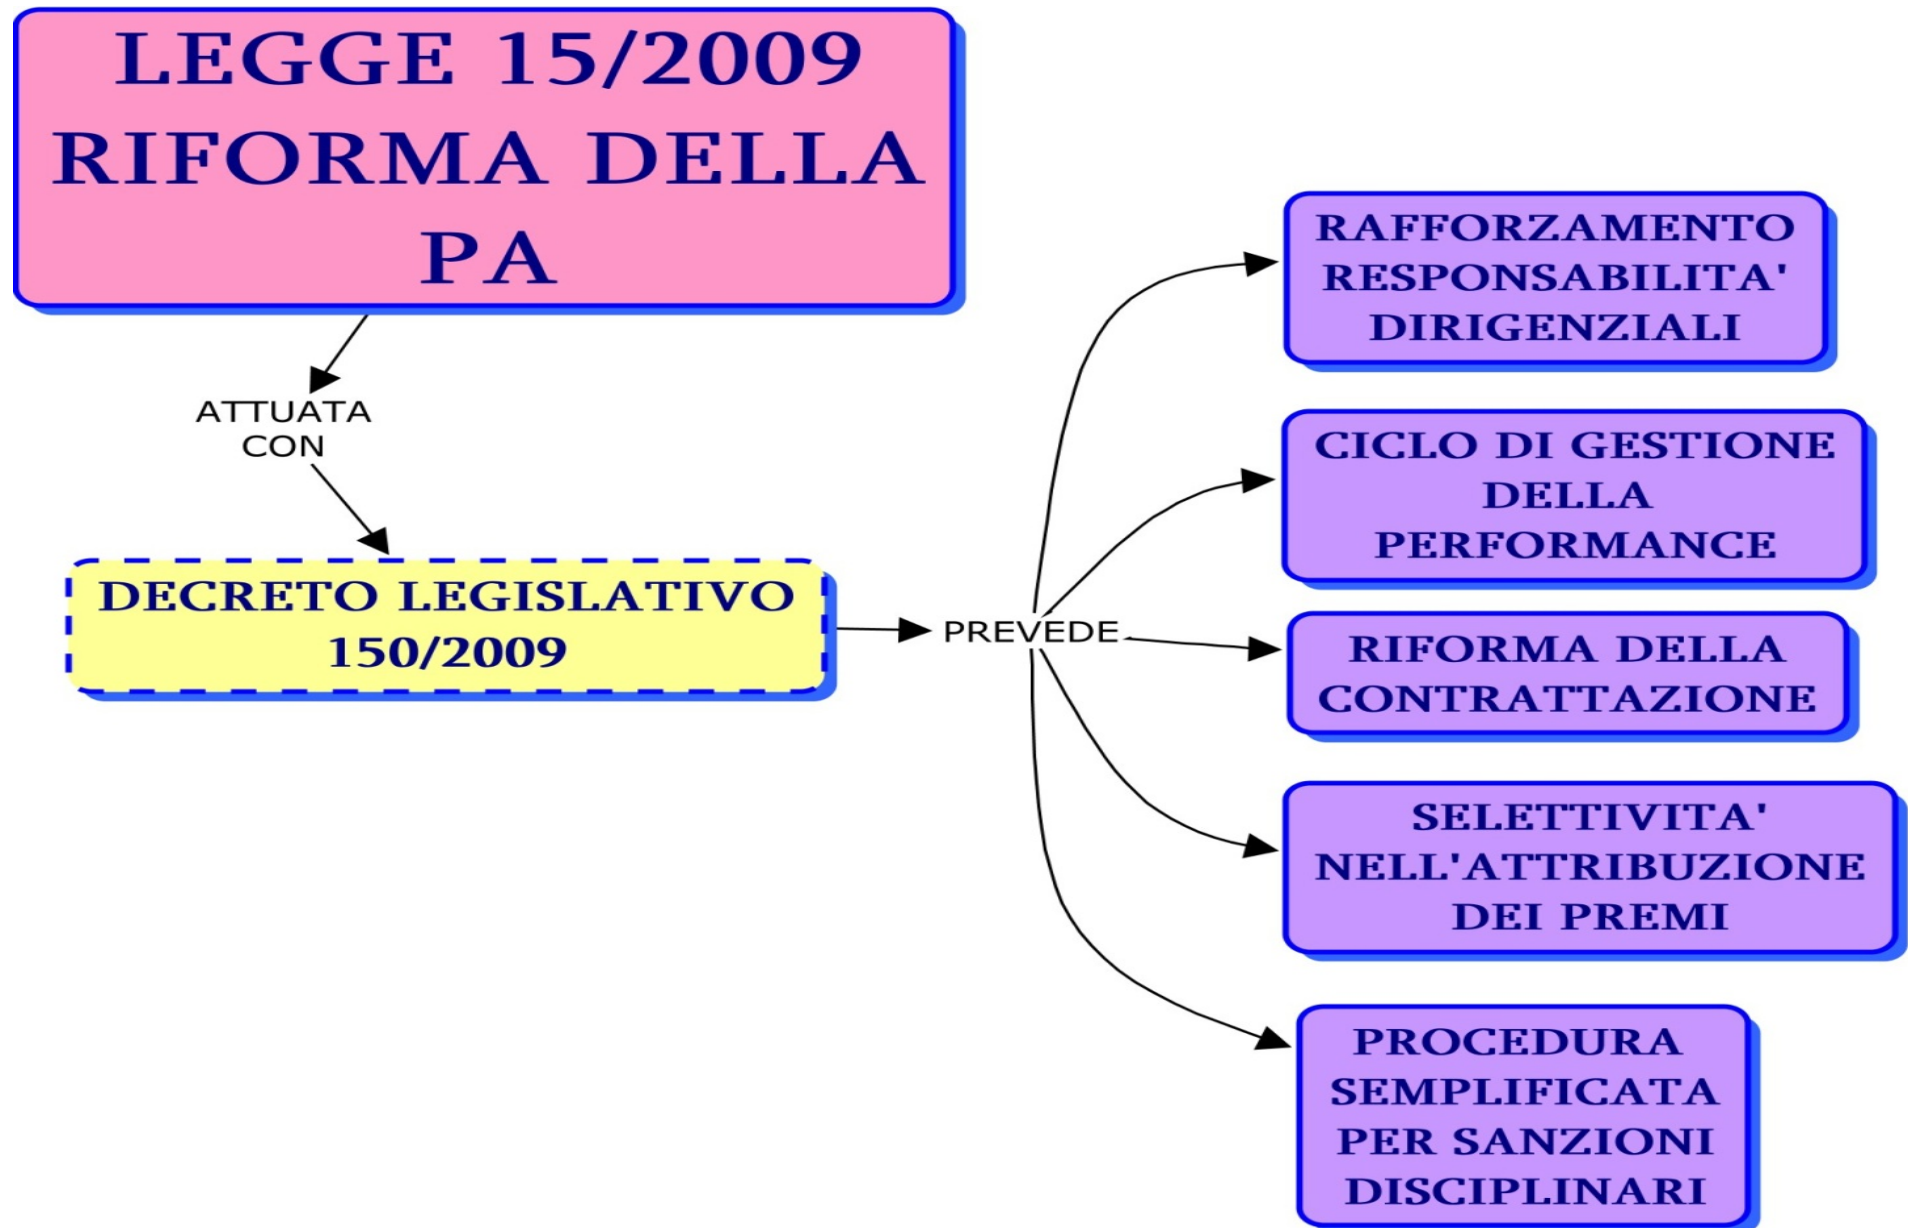 LEGGE 15/2009
RIFORMA DELLA
PA
ATTUATA
CON
DECRETO LEGISLATIVO
150/2009
PREVEDE
RAFFORZAMENTO
RESPONSABILITA'
DIRIGENZIALI
CICLO DI GESTIONE
DELLA
PERFORMANCE
RIFORMA DELLA
CONTRATTAZIONE
SELETTIVITA'
NELL'ATTRIBUZIONE
DEI PREMI
PROCEDURA
SEMPLIFICATA
PER SANZIONI
DISCIPLINARI